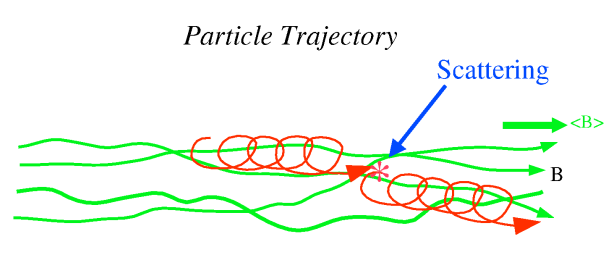 Particle Trajectory
Scattering
<B>
B